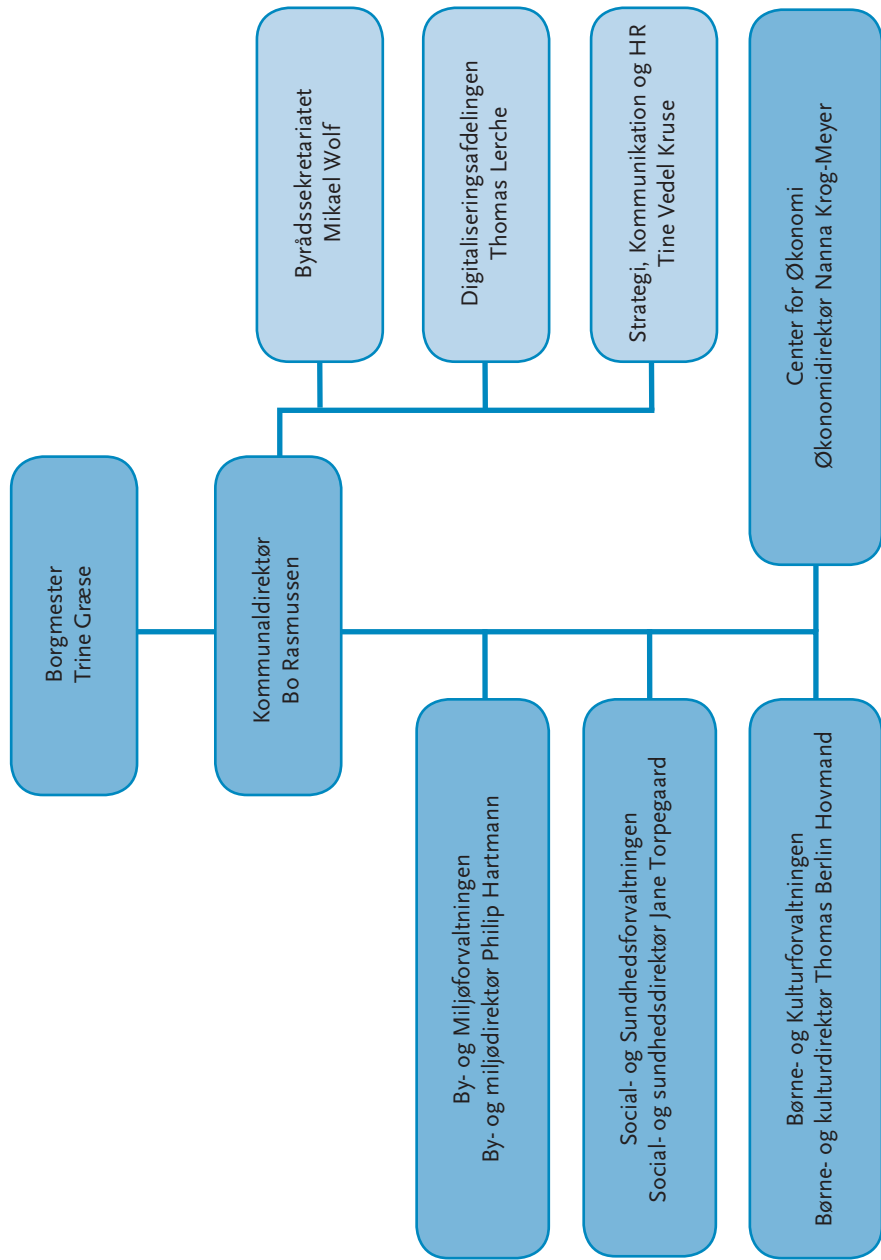 Borgmester
Trine Græse
Kommunaldirektør
Bo Rasmussen
Byrådssekretariatet
Mikael Wolf
Digitaliseringsafdelingen
Thomas Lerche
Strategi, Kommunikation og HR
Tine Vedel Kruse
By- og Miljøforvaltningen
By- og miljødirektør Philip Hartmann
Social- og Sundhedsforvaltningen
Social- og sundhedsdirektør Jane Torpegaard
Børne- og Kulturforvaltningen
Børne- og kulturdirektør Thomas Berlin Hovmand
Center for Økonomi
Økonomidirektør Nanna Krog-Meyer